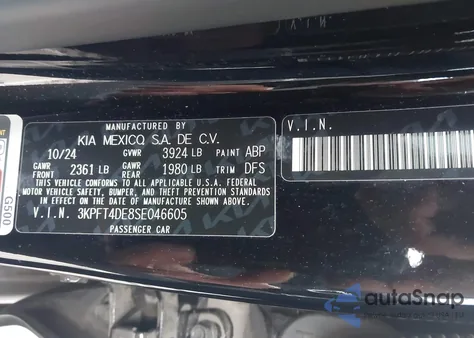 MANUFACTURED BY
KIA MEXICO S.A. DE C.V.
10/24 GVWR 3924 LB PAINT ABP
GAWR FRONT 2361 LB GAWR REAR 1980 LB TRIM DFS
THIS VEHICLE CONFORMS TO ALL APPLICABLE U.S. FEDERAL
MOTOR VEHICLE SAFETY, BUMPER, AND THEFT PREVENTION
STANDARDS IN EFFECT ON THE DATE OF MANUFACTURE SHOWN ABOVE.
V.I.N. 3KPFT4DE8SE046605
PASSENGER CAR
V.I.N.
G500
autoSnap